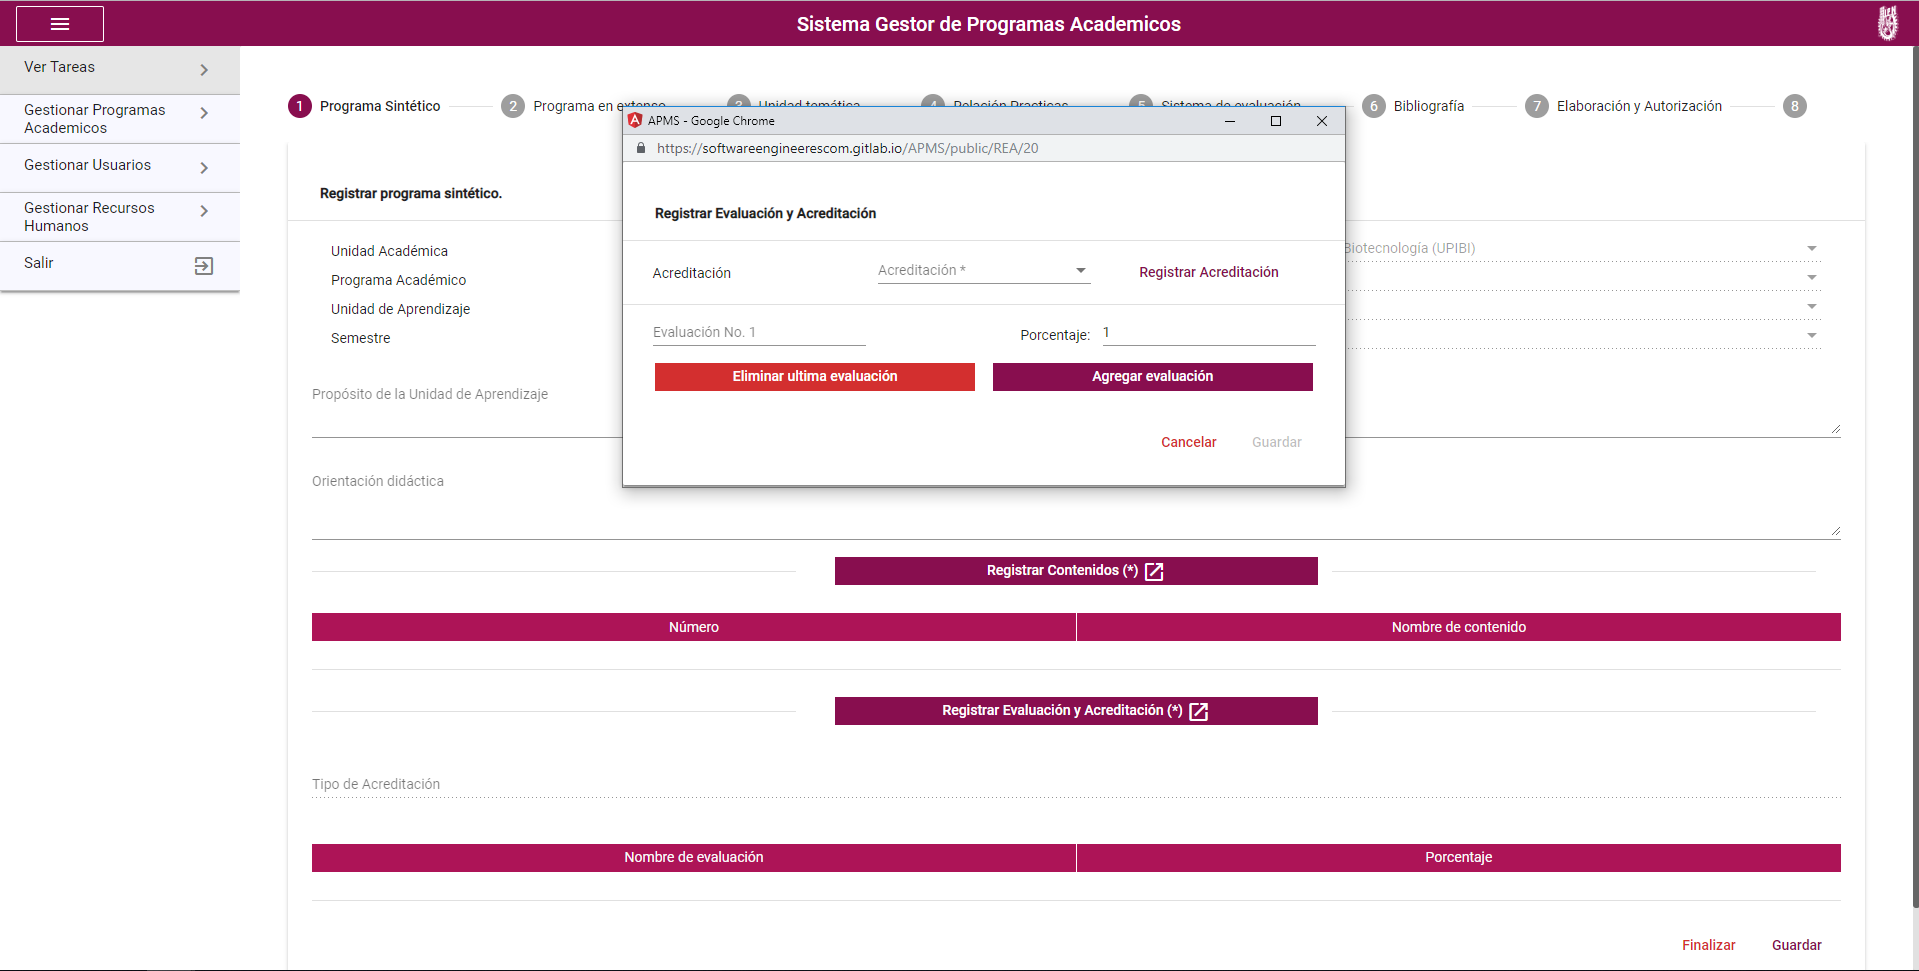 Sistema Gestor de Programas Academicos
Ver Tareas
Gestionar Programas
Academicos
Gestionar Usuarios
Gestionar Recursos
Humanos
Salir
1 Programa Sintético
2 Programa en extenso
3 Unidad temática
4 Relación Practicas
5 Sistema de evaluación
6 Bibliografía
7 Elaboración y Autorización
8
Registrar programa sintético.
Unidad Académica
Biotecnología (UPIBI)
Programa Académico
Unidad de Aprendizaje
Semestre
Propósito de la Unidad de Aprendizaje
Orientación didáctica
APMS - Google Chrome
https://softwareengineerescom.gitlab.io/APMS/public/REA/20
Registrar Evaluación y Acreditación
Acreditación
Acreditación *
Registrar Acreditación
Evaluación No. 1
Porcentaje: 1
Eliminar ultima evaluación
Agregar evaluación
Cancelar
Guardar
Registrar Contenidos (*)
Número
Nombre de contenido
Registrar Evaluación y Acreditación (*)
Tipo de Acreditación
Nombre de evaluación
Porcentaje
Finalizar
Guardar